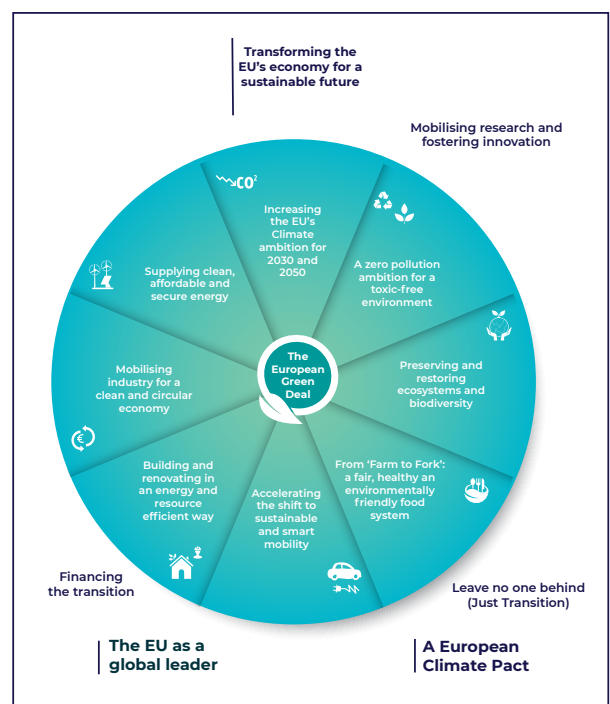 Transforming the
EU's economy for a
sustainable future
Mobilising research and
fostering innovation
CO²
Increasing
the EU's
Climate
ambition for
2030 and
2050
A zero pollution
ambition for a
toxic-free
environment
Supplying clean,
affordable and
secure energy
The
European
Green
Deal
Preserving and
restoring
ecosystems and
biodiversity
Mobilising
industry for a
clean and circular
economy
€
From ‘Farm to Fork’:
a fair, healthy an
environmentally
friendly food
system
Building and
renovating in
an energy and
resource
efficient way
Accelerating
the shift to
sustainable
and smart
mobility
Financing
the transition
Leave no one behind
(Just Transition)
The EU as a
global leader
A European
Climate Pact